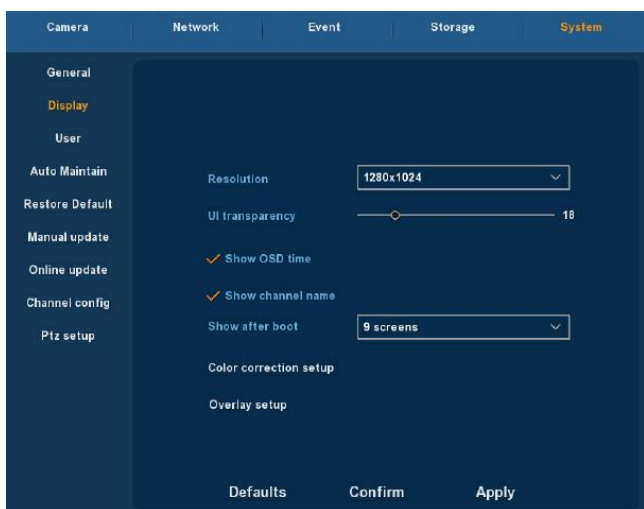 Camera Network Event Storage System
General
Display
User
Auto Maintain
Restore Default
Manual update
Online update
Channel config
Ptz setup
Resolution 1280x1024
UI transparency 18
Show OSD time
Show channel name
Show after boot 9 screens
Color correction setup
Overlay setup
Defaults Confirm Apply